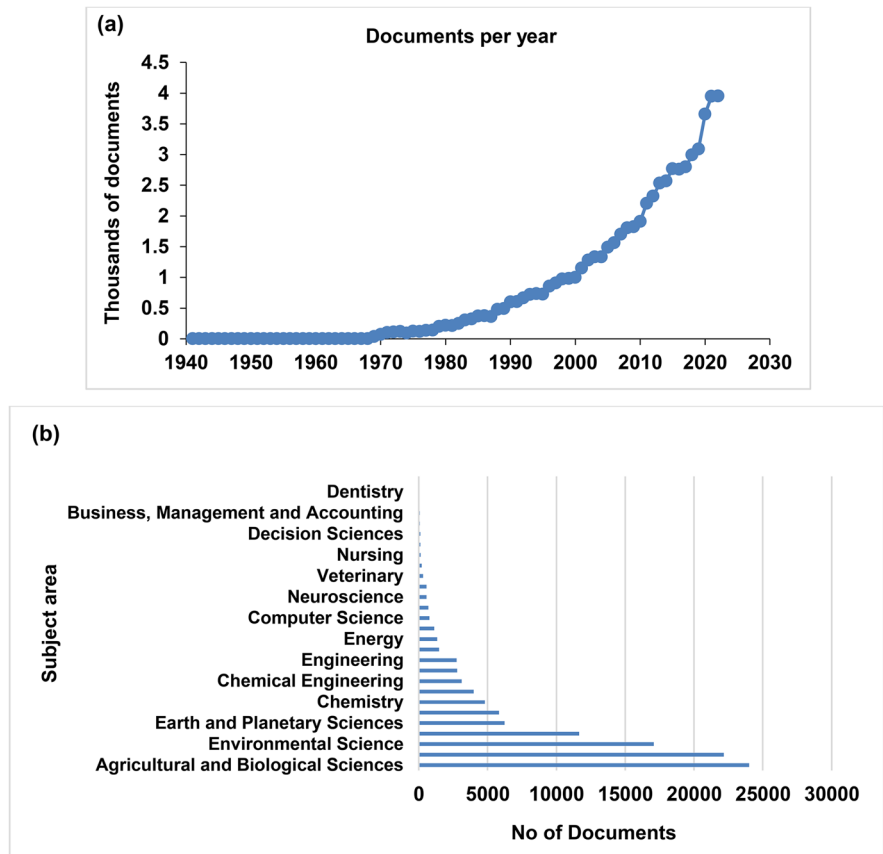 (a)
Documents per year
Thousands of documents
4.5
4
3.5
3
2.5
2
1.5
1
0.5
0
1940 1950 1960 1970 1980 1990 2000 2010 2020 2030
(b)
Subject area
Dentistry
Business, Management and Accounting
Decision Sciences
Nursing
Veterinary
Neuroscience
Computer Science
Energy
Engineering
Chemical Engineering
Chemistry
Earth and Planetary Sciences
Environmental Science
Agricultural and Biological Sciences
0 5000 10000 15000 20000 25000 30000
No of Documents